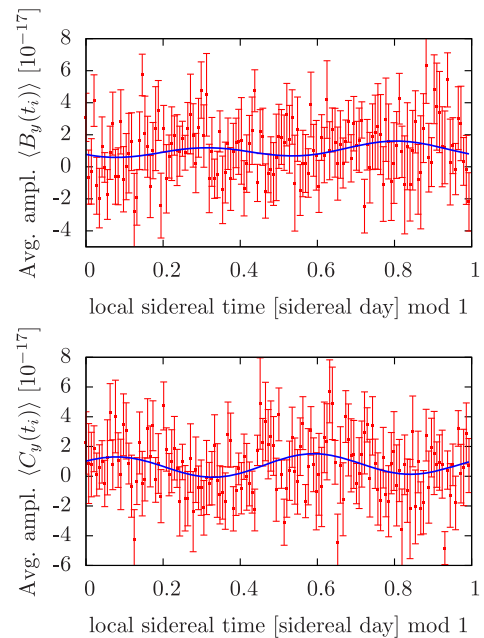 8
6
4
2
0
-2
-4
Avg. ampl. ⟨B_y(t_i)⟩ [10^{-17}]
0 0.2 0.4 0.6 0.8 1
local sidereal time [sidereal day] mod 1
8
6
4
2
0
-2
-4
-6
Avg. ampl. ⟨C_y(t_i)⟩ [10^{-17}]
0 0.2 0.4 0.6 0.8 1
local sidereal time [sidereal day] mod 1